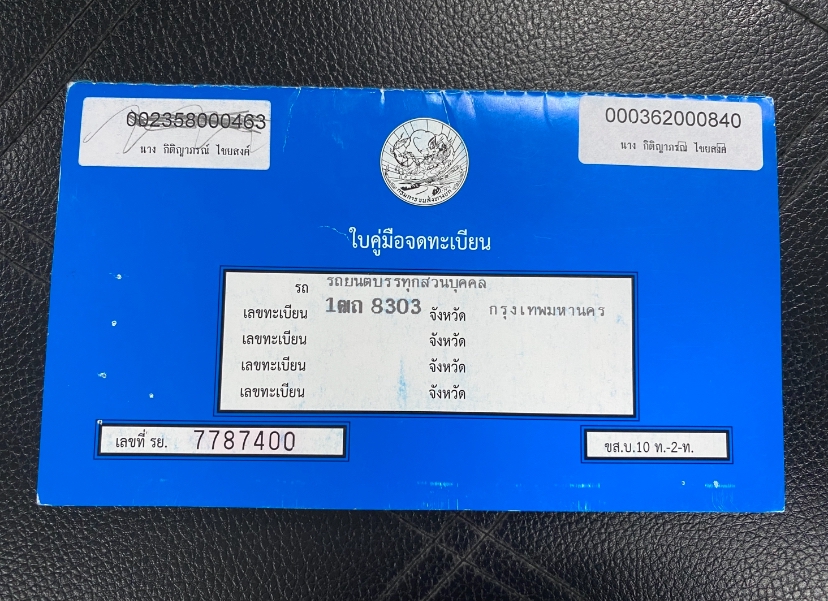 002358000463
นาง กิติญาภรณ์ ไขยสงค์
000362000840
นาง กิติญาภรณ์ ไขยสงค์
ใบคู่มือจดทะเบียน
รถ รถยนต์บรรทุกส่วนบุคคล
เลขทะเบียน 1ฒถ 8303 จังหวัด กรุงเทพมหานคร
เลขทะเบียน จังหวัด
เลขทะเบียน จังหวัด
เลขทะเบียน จังหวัด
เลขที่ รย. 7787400
ขส.บ.10 ท.-2-ท.